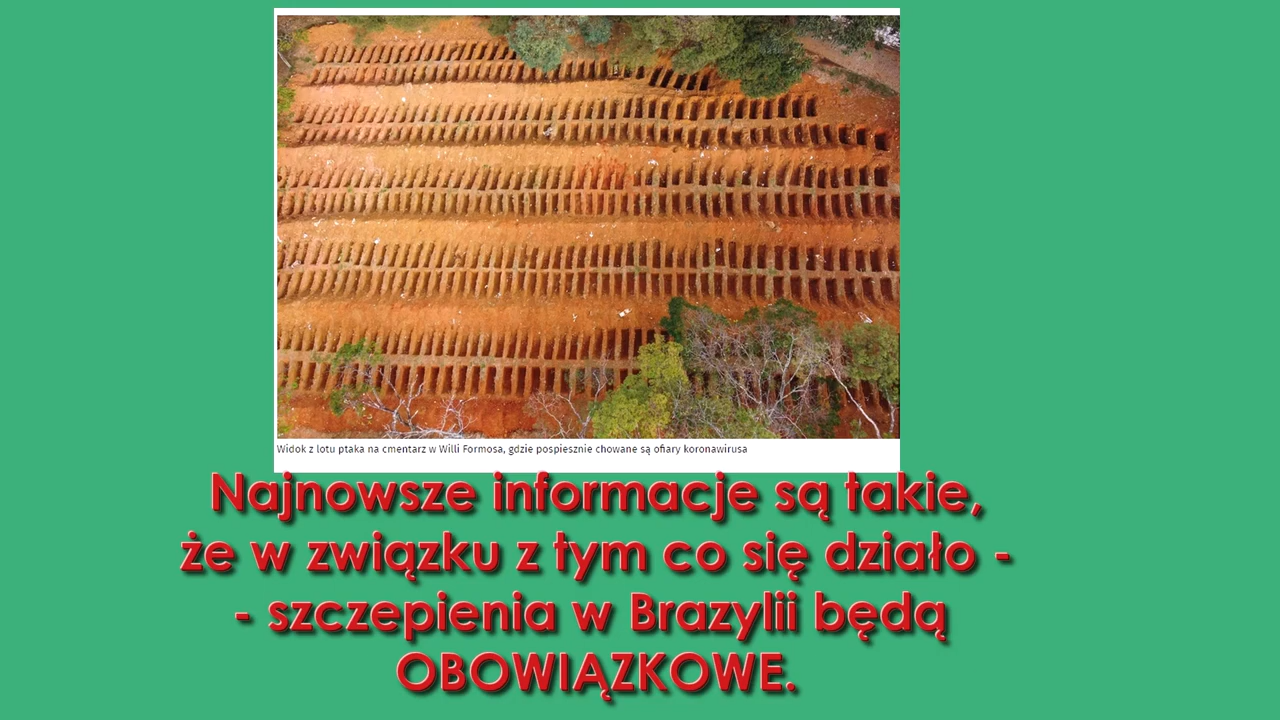 Widok z lotu ptaka na cmentarz w Willi Formosa, gdzie pospiesznie chowane są ofiary koronawirusa
Najnowsze informacje są takie,
że w związku z tym co się działo -
- szczepienia w Brazylii będą
OBOWIĄZKOWE.